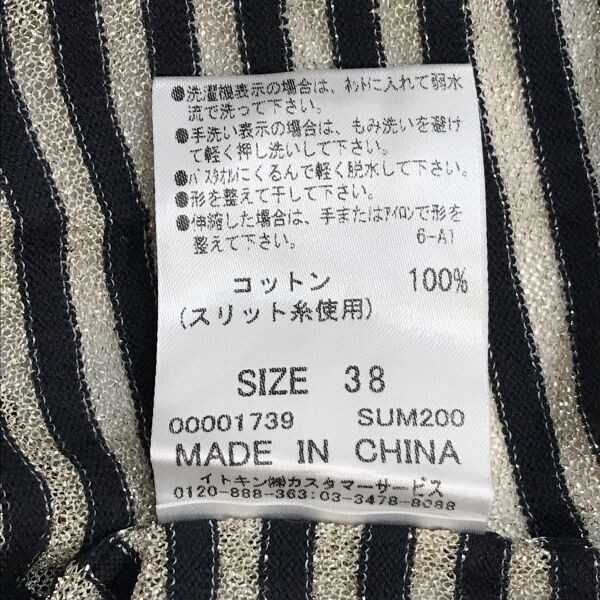 ●洗濯機表示の場合は、ネットに入れて弱水
流で洗って下さい。
●手洗い表示の場合は、もみ洗いを避け
て軽く押し洗いして下さい。
●バスタオルにくるんで軽く脱水して下さい。
●形を整えて干して下さい。
●伸縮した場合は、手またはアイロンで形を
整えて下さい。 6-A1
コットン 100%
(スリット糸使用)
SIZE 38
00001739 SUM200
MADE IN CHINA
イトキン㈱カスタマーサービス
0120-888-363:03-3478-8088